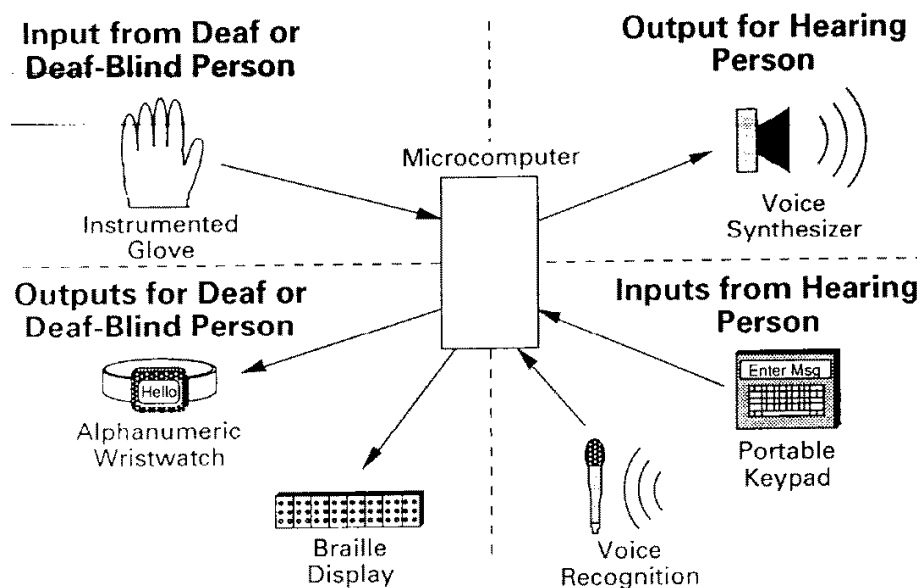 Input from Deaf or
Deaf-Blind Person
Instrumented
Glove
Output for Hearing
Person
Voice
Synthesizer
Microcomputer
Outputs for Deaf or
Deaf-Blind Person
Hello
Alphanumeric
Wristwatch
Braille
Display
Inputs from Hearing
Person
Enter Msg
Portable
Keypad
Voice
Recognition